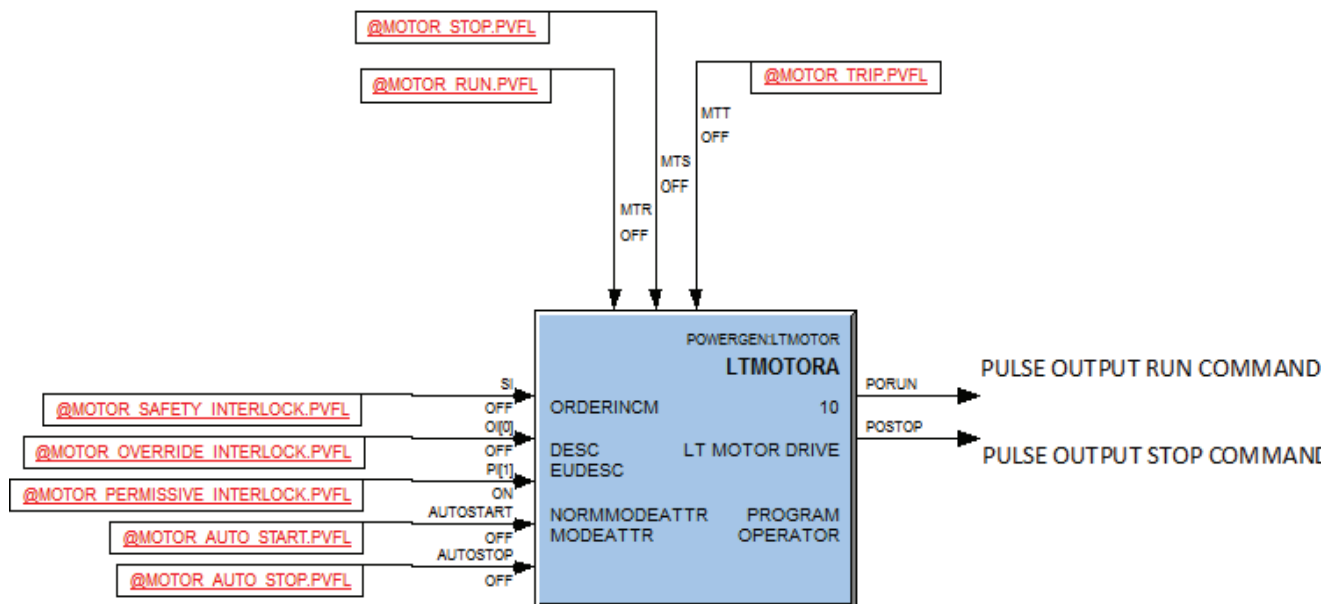 @MOTOR_STOP.PVFL
@MOTOR_RUN.PVFL
@MOTOR_TRIP.PVFL
MTT
OFF
MTS
OFF
MTR
OFF
POWERGEN:LTMOTOR
LTMOTORA
SI
OFF
@MOTOR_SAFETY_INTERLOCK.PVFL
ORDERINCM 10
PORUN
PULSE OUTPUT RUN COMMAND
OI[0]
OFF
@MOTOR_OVERRIDE_INTERLOCK.PVFL
DESC LT MOTOR DRIVE
EUDESC
POSTOP
PULSE OUTPUT STOP COMMAND
PI[1]
ON
@MOTOR_PERMISSIVE_INTERLOCK.PVFL
AUTOSTART
OFF
@MOTOR_AUTO_START.PVFL
NORMMODEATTR PROGRAM
MODEATTR OPERATOR
AUTOSTOP
OFF
@MOTOR_AUTO_STOP.PVFL